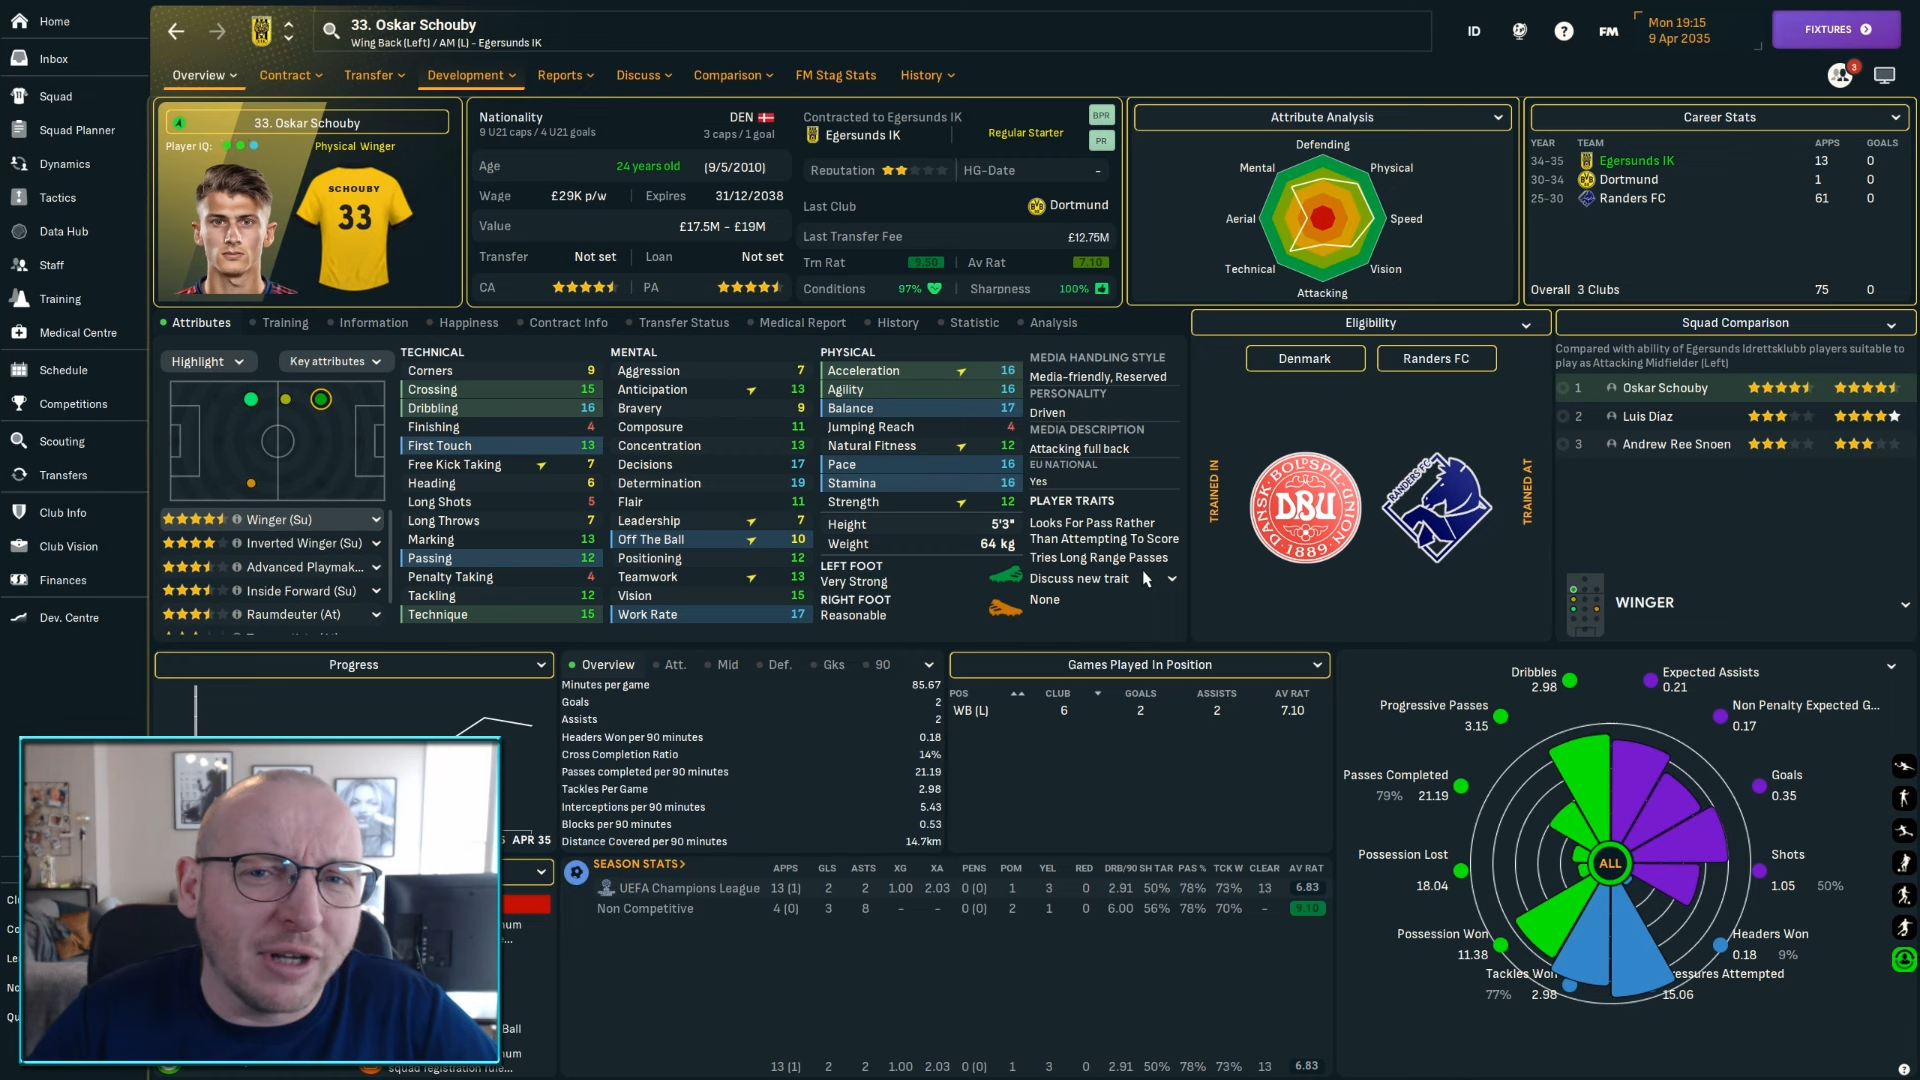 Home
Inbox
Squad
Squad Planner
Dynamics
Tactics
Data Hub
Staff
Training
Medical Centre
Schedule
Competitions
Scouting
Transfers
Club Info
Club Vision
Finances
Dev. Centre
33. Oskar Schouby
Wing Back (Left) / AM (L) - Egersunds IK
ID
FM
Mon 19:15
9 Apr 2035
FIXTURES
Overview
Contract
Transfer
Development
Reports
Discuss
Comparison
FM Stag Stats
History
3
33. Oskar Schouby
Player IQ:
Physical Winger
SCHOUBY
33
Nationality DEN
9 U21 caps / 4 U21 goals 3 caps / 1 goal
Age 24 years old (9/5/2010)
Wage £29K p/w Expires 31/12/2038
Value £17.5M - £19M
Transfer Not set Loan Not set
CA PA
Contracted to Egersunds IK
Egersunds IK Regular Starter
BPR
PR
Reputation HG-Date -
Last Club Dortmund
Last Transfer Fee £12.75M
Trn Rat 9.50 Av Rat 7.10
Conditions 97% Sharpness 100%
Attribute Analysis
Defending
Mental Physical
Aerial Speed
Technical Vision
Attacking
Career Stats
YEAR TEAM APPS GOALS
34-35 Egersunds IK 13 0
30-34 Dortmund 1 0
25-30 Randers FC 61 0
Overall 3 Clubs 75 0
Attributes
Training
Information
Happiness
Contract Info
Transfer Status
Medical Report
History
Statistic
Analysis
Highlight
Key attributes
Winger (Su)
Inverted Winger (Su)
Advanced Playmak...
Inside Forward (Su)
Raumdeuter (At)
TECHNICAL
Corners 9
Crossing 15
Dribbling 16
Finishing 4
First Touch 13
Free Kick Taking 7
Heading 6
Long Shots 5
Long Throws 7
Marking 13
Passing 12
Penalty Taking 4
Tackling 12
Technique 15
MENTAL
Aggression 7
Anticipation 13
Bravery 9
Composure 11
Concentration 13
Decisions 17
Determination 19
Flair 11
Leadership 7
Off The Ball 10
Positioning 12
Teamwork 13
Vision 15
Work Rate 17
PHYSICAL
Acceleration 16
Agility 16
Balance 17
Jumping Reach 4
Natural Fitness 12
Pace 16
Stamina 16
Strength 12
Height 5'3"
Weight 64 kg
LEFT FOOT
Very Strong
RIGHT FOOT
Reasonable
MEDIA HANDLING STYLE
Media-friendly, Reserved
PERSONALITY
Driven
MEDIA DESCRIPTION
Attacking full back
EU NATIONAL
Yes
PLAYER TRAITS
Looks For Pass Rather
Than Attempting To Score
Tries Long Range Passes
Discuss new trait
None
Eligibility
Denmark
Randers FC
TRAINED IN
DANSK BOLDSPIL UNION
DBU
1889
RANDERS FC
TRAINED AT
Squad Comparison
Compared with ability of Egersunds Idrettsklubb players suitable to
play as Attacking Midfielder (Left)
1 Oskar Schouby
2 Luis Díaz
3 Andrew Ree Snoen
WINGER
Progress
APR 35
Overview
Att.
Mid
Def.
Gks
90
Minutes per game 85.67
Goals 2
Assists 2
Headers Won per 90 minutes 0.18
Cross Completion Ratio 14%
Passes completed per 90 minutes 21.19
Tackles Per Game 2.98
Interceptions per 90 minutes 5.43
Blocks per 90 minutes 0.53
Distance Covered per 90 minutes 14.7km
Games Played In Position
POS CLUB GOALS ASSISTS AV RAT
WB (L) 6 2 2 7.10
SEASON STATS> APPS GLS ASTS XG XA PENS POM YEL RED DRB/90 SH TAR PAS % TCK W CLEAR AV RAT
UEFA Champions League 13 (1) 2 2 1.00 2.03 0 (0) 1 3 0 2.91 50% 78% 73% 13 6.83
Non Competitive 4 (0) 3 8 - - 0 (0) 2 1 0 6.00 56% 78% 70% - 9.10
13 (1) 2 2 1.00 2.03 0 (0) 1 3 0 2.91 50% 78% 73% 13 6.83
Dribbles
2.98
Expected Assists
0.21
Progressive Passes
3.15
Non Penalty Expected G...
0.17
Passes Completed
79% 21.19
Goals
0.35
Possession Lost
18.04
ALL
Shots
1.05 50%
Possession Won
11.38
Headers Won
0.18 9%
Tackles Won
77% 2.98
ressures Attempted
15.06
Ball
squad registration rule...